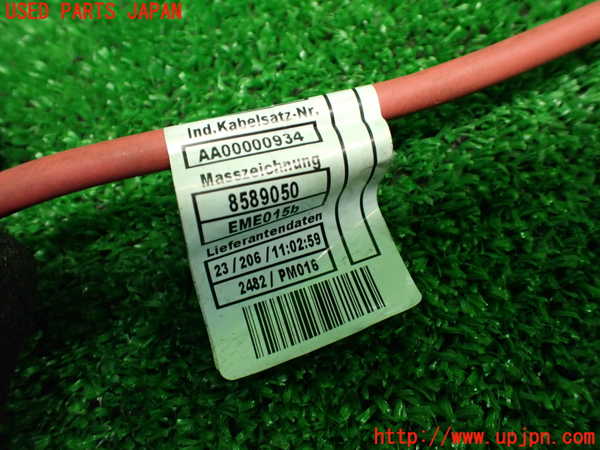 USED PARTS JAPAN
Ind.Kabelsatz-Nr.
AA00000934
Masszeichnung
8589050
EME015b
Lieferantendaten
23/206/11:02:59
2482/PM016
http://www.upjpn.com/